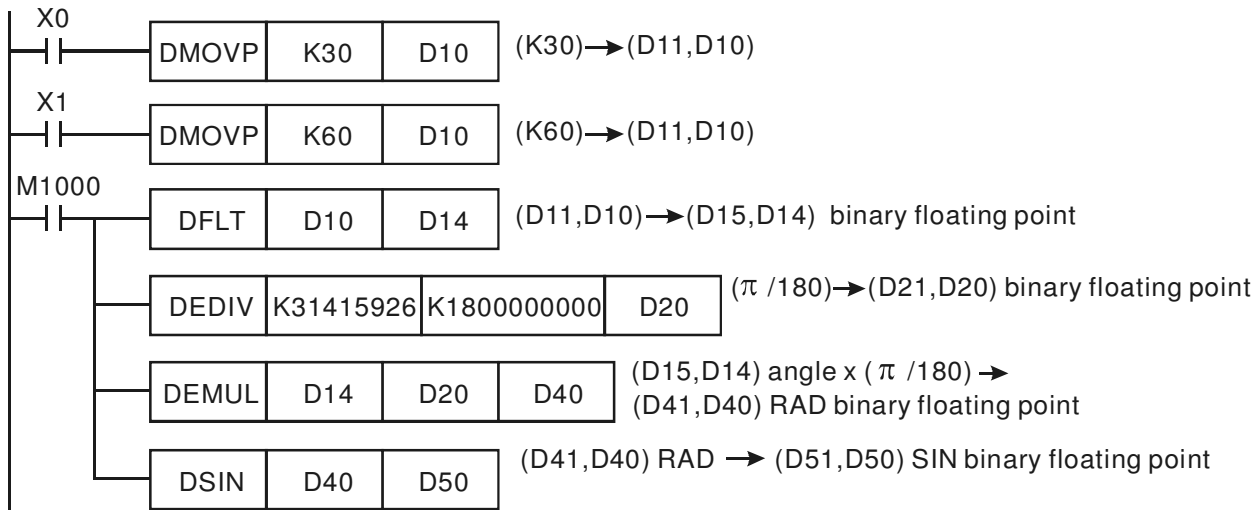 X0
DMOVP K30 D10 (K30)→(D11,D10)
X1
DMOVP K60 D10 (K60)→(D11,D10)
M1000
DFLT D10 D14 (D11,D10)→(D15,D14) binary floating point
DEDIV K31415926 K1800000000 D20 (π /180)→(D21,D20) binary floating point
DEMUL D14 D20 D40 (D15,D14) angle x ( π /180) →
(D41,D40) RAD binary floating point
DSIN D40 D50 (D41,D40) RAD → (D51,D50) SIN binary floating point